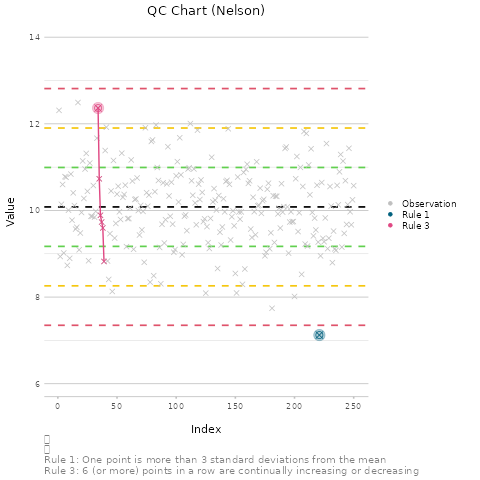 QC Chart (Nelson)
14
12
10
8
6
Value
0
50
100
150
200
250
Index
Observation
Rule 1
Rule 3
Rule 1: One point is more than 3 standard deviations from the mean
Rule 3: 6 (or more) points in a row are continually increasing or decreasing